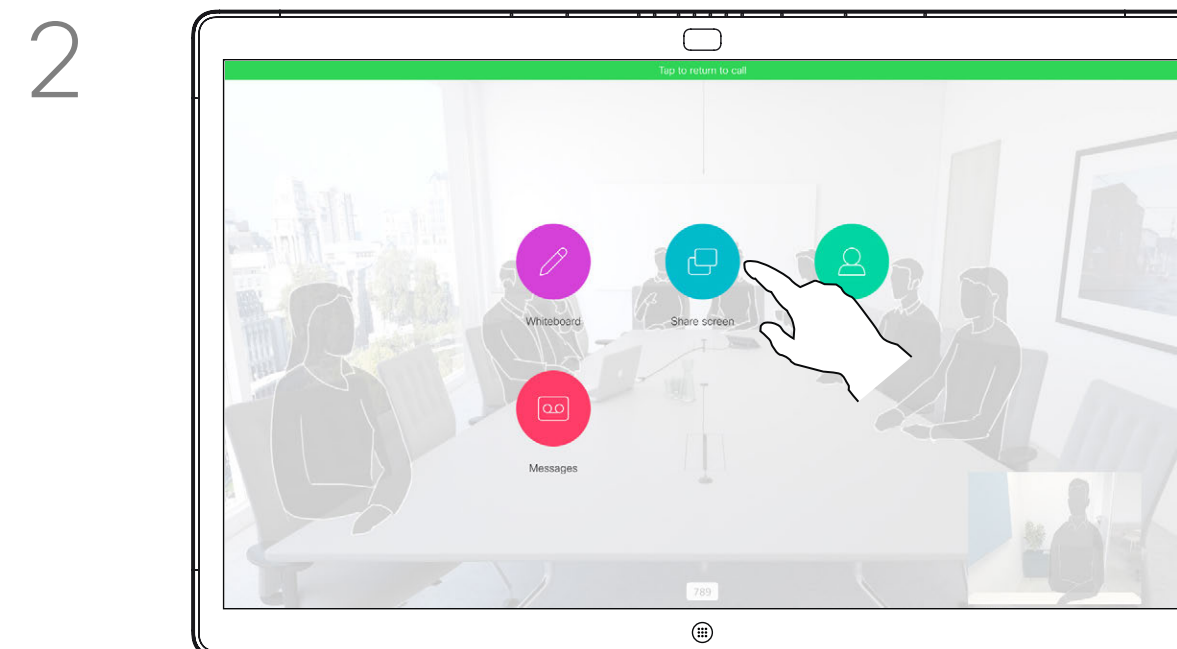 2
Tap to return to call
Whiteboard
Share screen
Messages
789